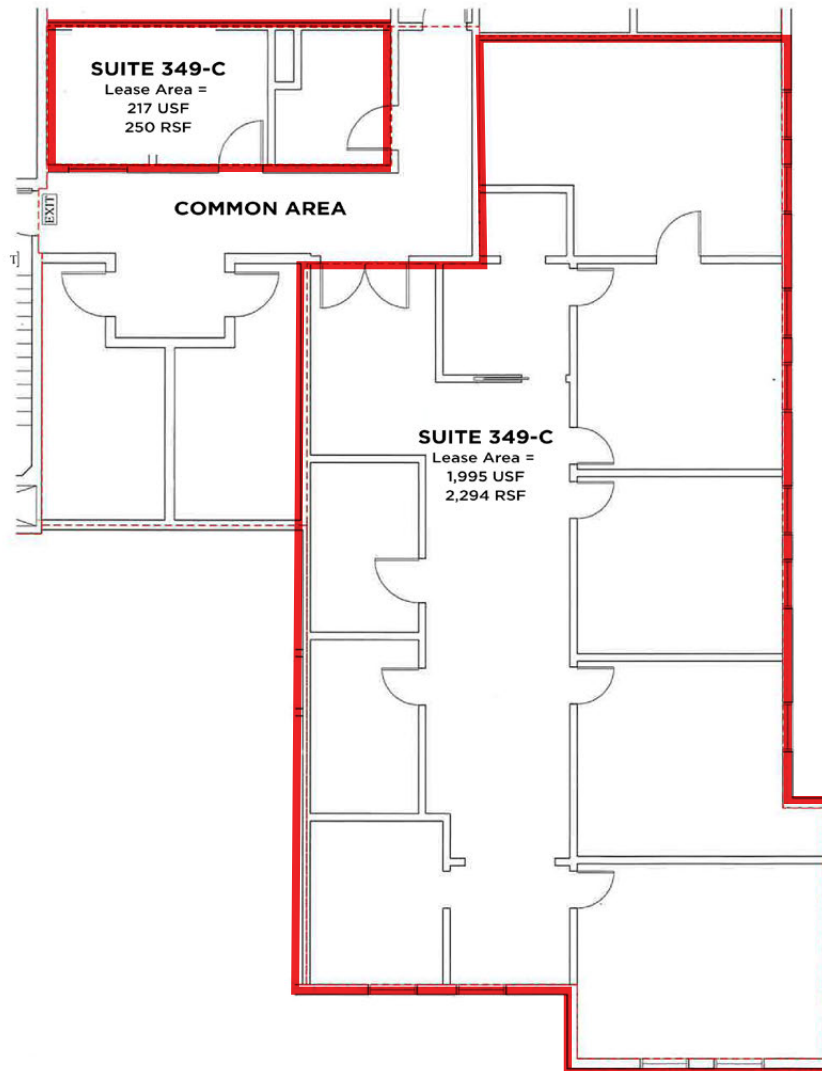 SUITE 349-C
Lease Area =
217 USF
250 RSF
COMMON AREA
EXIT
SUITE 349-C
Lease Area =
1,995 USF
2,294 RSF